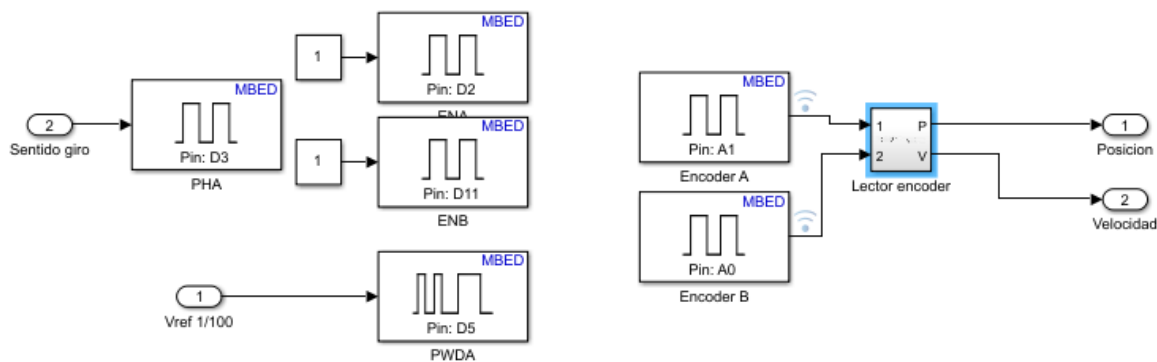 2
Sentido giro
MBED
Pin: D3
PHA
1
MBED
Pin: D2
ENA
1
MBED
Pin: D11
ENB
1
Vref 1/100
MBED
Pin: D5
PWDA
MBED
Pin: A1
Encoder A
MBED
Pin: A0
Encoder B
1 P
2 V
Lector encoder
1
Posicion
2
Velocidad